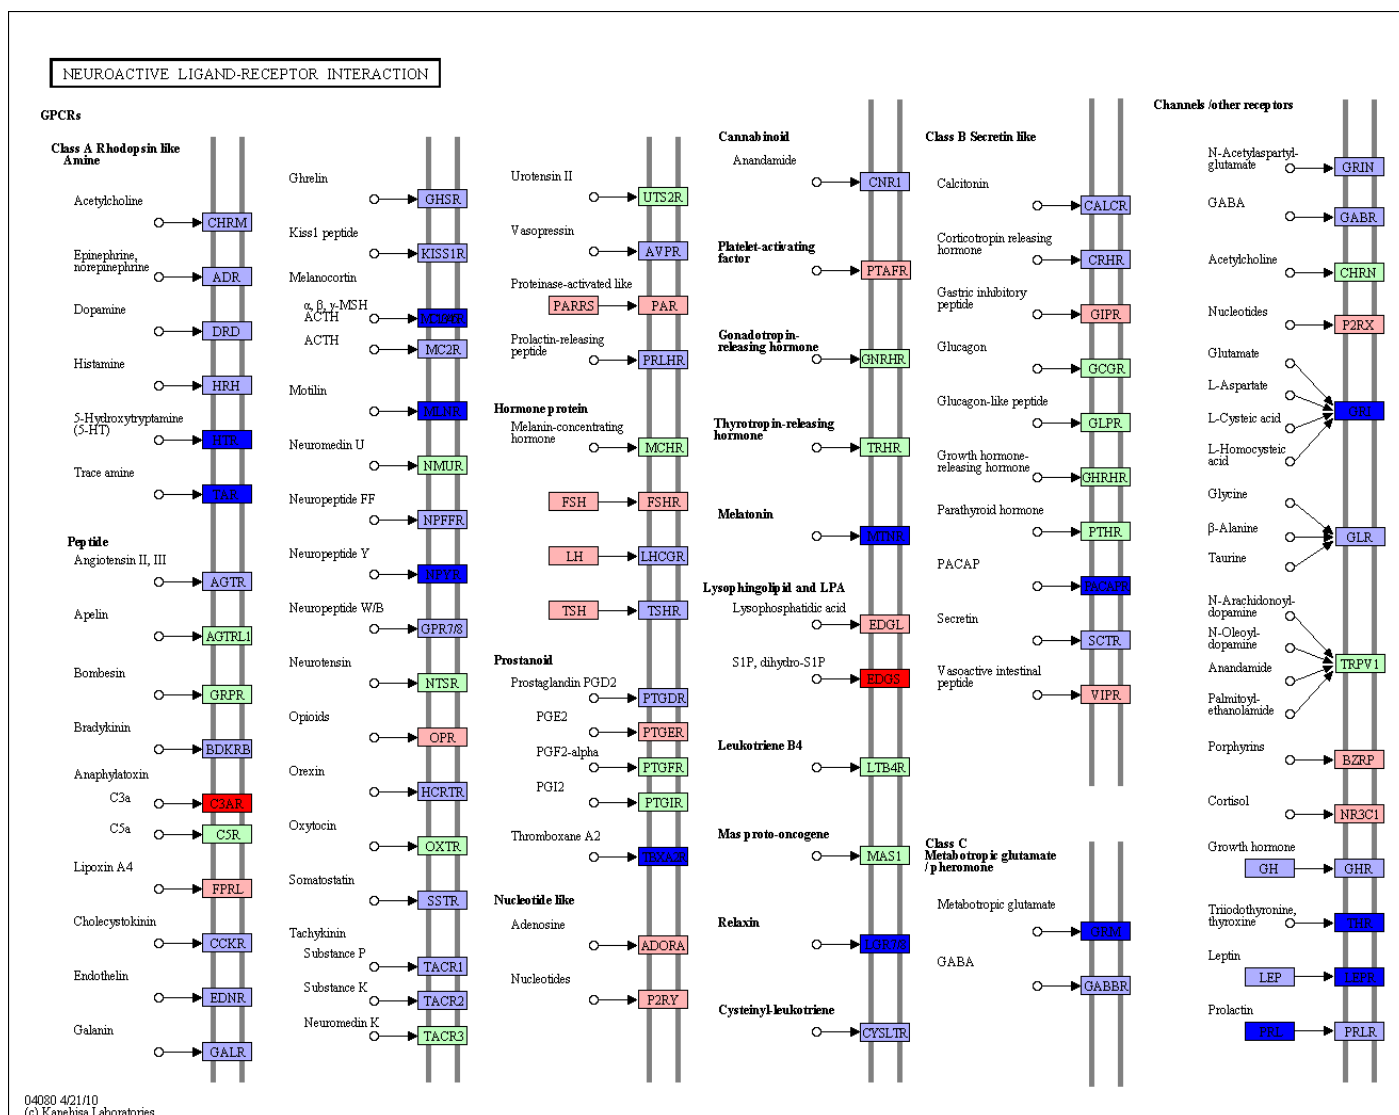 NEUROACTIVE LIGAND-RECEPTOR INTERACTION
GPCRs
Class A Rhodopsin like
Amine
Acetylcholine
CHRM
Epinephrine,
norepinephrine
ADR
Dopamine
DRD
Histamine
HRH
5-Hydroxytryptamine
(5-HT)
HTR
Trace amine
TAR
Peptide
Angiotensin II, III
AGTR
Apelin
AGTRL1
Bombesin
GRPR
Bradykinin
BDKRB
Anaphylatoxin
C3a
C3AR
C5a
C5R
Lipoxin A4
FPRL
Cholecystokinin
CCKR
Endothelin
EDNR
Galanin
GALR
Ghrelin
GHSR
Kiss1 peptide
KISS1R
Melanocortin
α, β, γ-MSH
ACTH
ACTH
MC2R
Motilin
MLNR
Neuromedin U
NMUR
Neuropeptide FF
NPFFR
Neuropeptide Y
NPYR
Neuropeptide W/B
GPR7/8
Neurotensin
NTSR
Opioids
OPR
Orexin
HCRTR
Oxytocin
OXTR
Somatostatin
SSTR
Tachykinin
Substance P
TACR1
Substance K
TACR2
Neuromedin K
TACR3
Urotensin II
UTS2R
Vasopressin
AVPR
Proteinase-activated like
PARRS PAR
Prolactin-releasing
peptide
PRLHR
Hormone protein
Melanin-concentrating
hormone
MCHR
FSH FSHR
LH LHCGR
TSH TSHR
Prostanoid
Prostaglandin PGD2
PTGDR
PGE2
PTGER
PGF2-alpha
PTGFR
PGI2
PTGIR
Thromboxane A2
TBXA2R
Nucleotide like
Adenosine
ADORA
Nucleotides
P2RY
Cannabinoid
Anandamide
CNR1
Platelet-activating
factor
PTAFR
Gonadotropin-
releasing hormone
GNRHR
Thyrotropin-releasing
hormone
TRHR
Melatonin
MTNR
Lysophingolipid and LPA
Lysophosphatidic acid
EDGL
S1P, dihydro-S1P
EDGS
Leukotriene B4
LTB4R
Mas proto-oncogene
MAS1
Relaxin
LGR7/8
Cysteinyl-leukotriene
CYSLTR
Class B Secretin like
Calcitonin
CALCR
Corticotropin releasing
hormone
CRHR
Gastric inhibitory
peptide
GIPR
Glucagon
GCGR
Glucagon-like peptide
GLPR
Growth hormone-
releasing hormone
GHRHR
Parathyroid hormone
PTHR
PACAP
PACAPR
Secretin
SCTR
Vasoactive intestinal
peptide
VIPR
Class C
Metabotropic glutamate
/ pheromone
Metabotropic glutamate
GRM
GABA
GABBR
Channels /other receptors
N-Acetylaspartyl-
glutamate
GRIN
GABA
GABR
Acetylcholine
CHRN
Nucleotides
P2RX
Glutamate
L-Aspartate
GRI
L-Cysteic acid
L-Homocysteic
acid
Glycine
β-Alanine
GLR
Taurine
N-Arachidonoyl-
dopamine
N-Oleoyl-
dopamine
TRPV1
Anandamide
Palmitoyl-
ethanolamide
Porphyrins
BZRP
Cortisol
NR3C1
Growth hormone
GH GHR
Triiodothyronine,
thyroxine
THR
Leptin
LEP LEPR
Prolactin
PRL PRLR
04080 4/21/10
(c) Kanehisa Laboratories